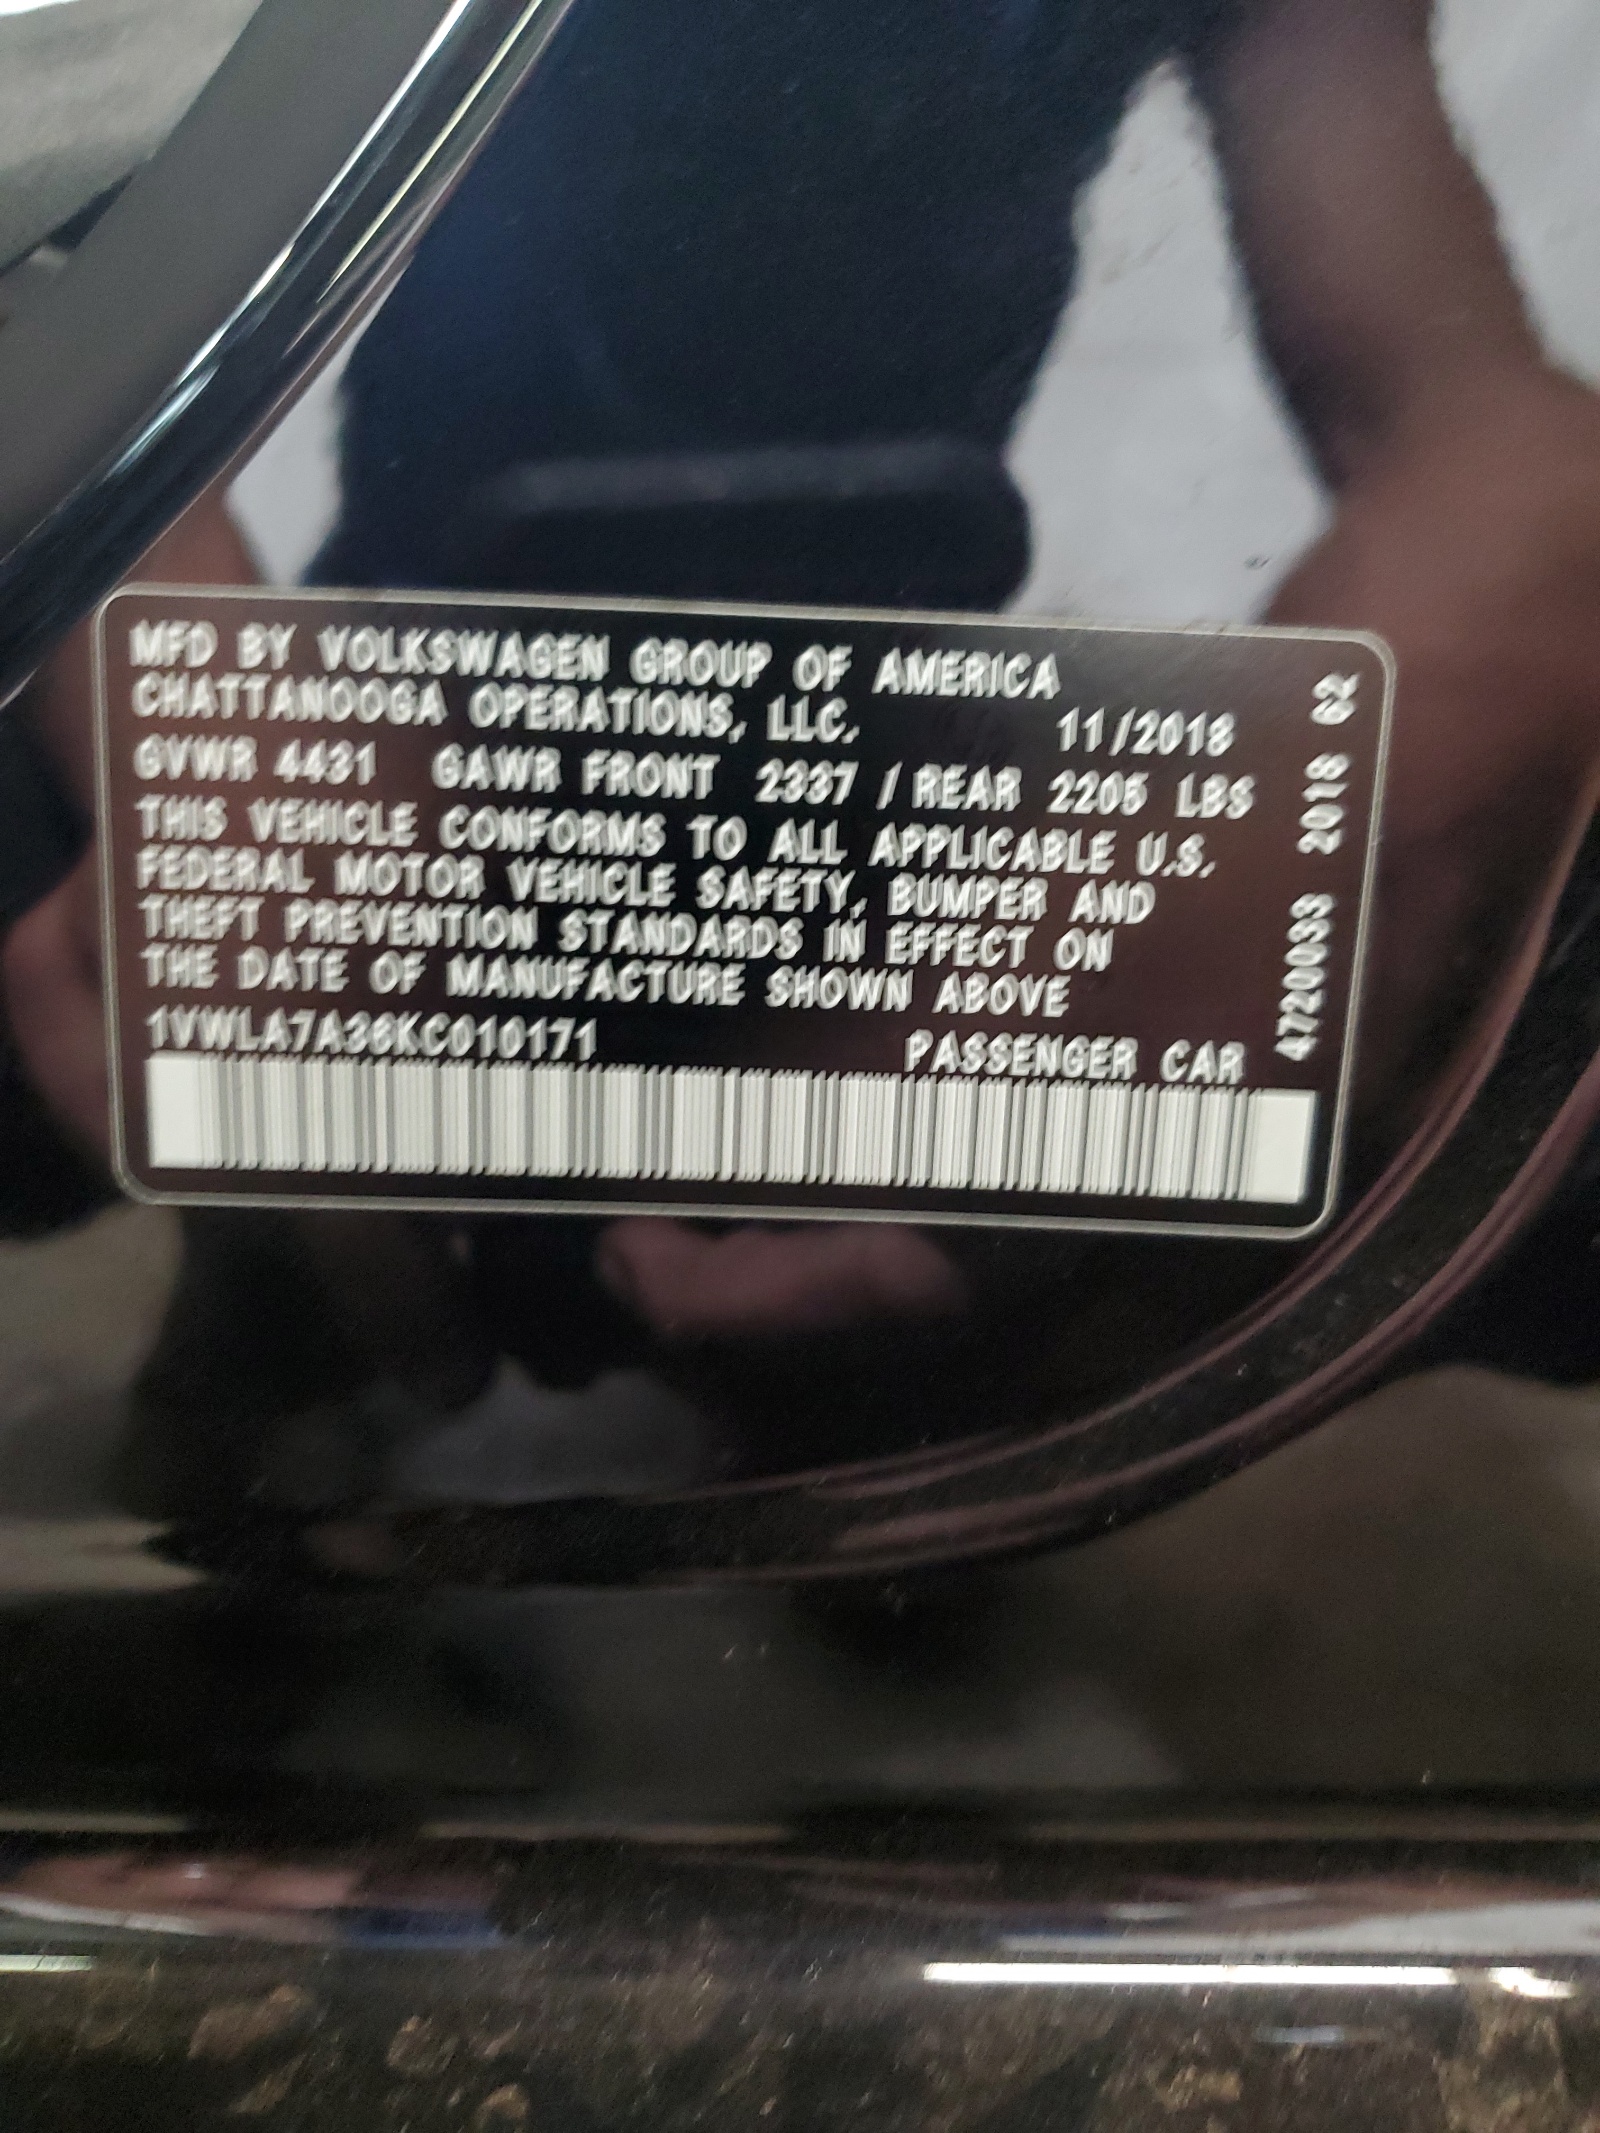 MFD BY VOLKSWAGEN GROUP OF AMERICA
CHATTANOOGA OPERATIONS, LLC. 11/2018
GVWR 4431 GAWR FRONT 2337 / REAR 2205 LBS
THIS VEHICLE CONFORMS TO ALL APPLICABLE U.S.
FEDERAL MOTOR VEHICLE SAFETY, BUMPER AND
THEFT PREVENTION STANDARDS IN EFFECT ON
THE DATE OF MANUFACTURE SHOWN ABOVE
1VWLA7A36KC010171 PASSENGER CAR
4720033 2018 G2